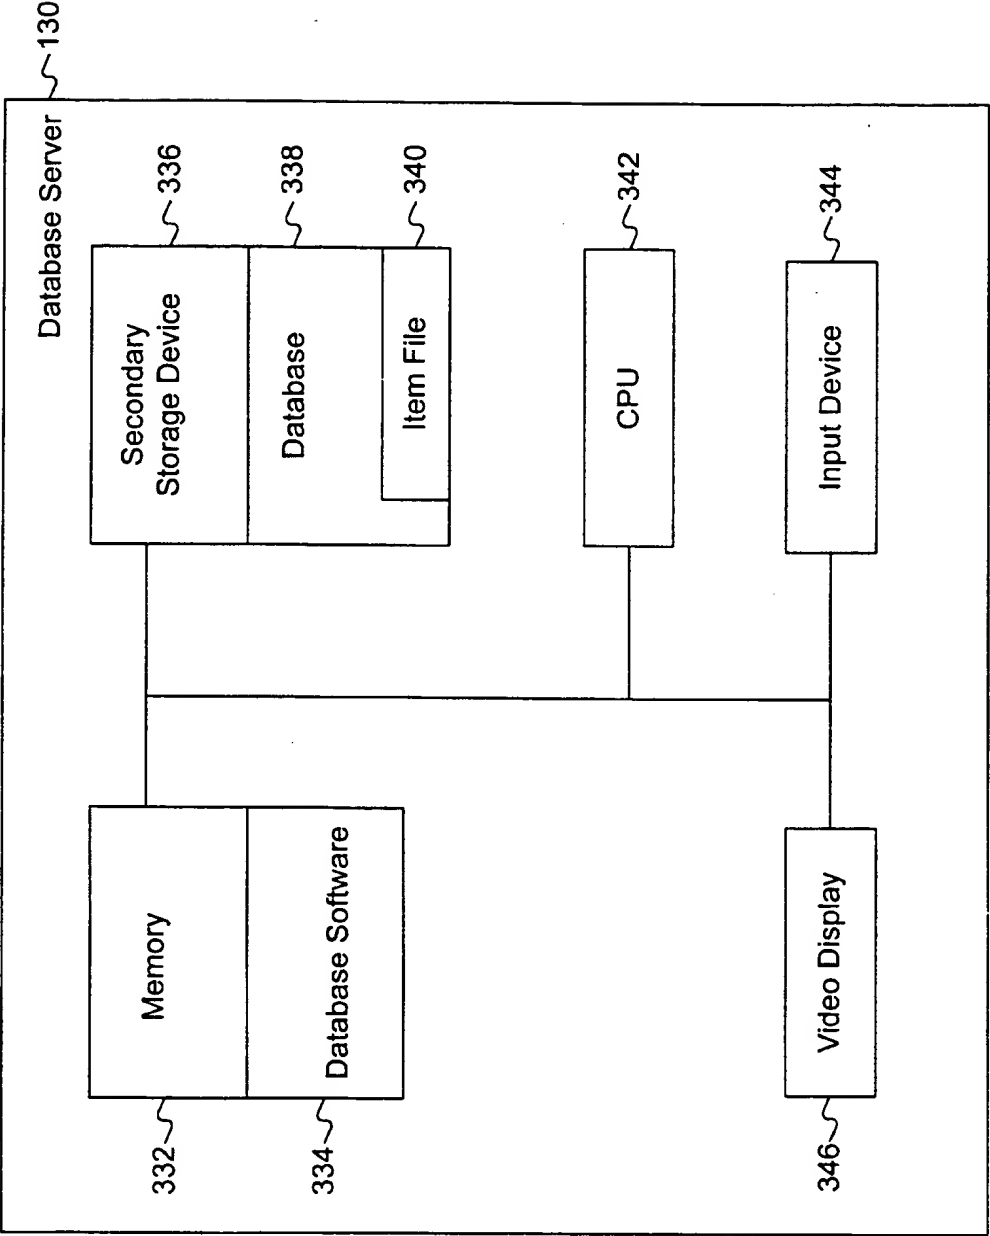 Database Server
130
Memory
332
Database Software
334
Secondary
Storage Device
336
Database
338
Item File
340
CPU
342
Video Display
346
Input Device
344